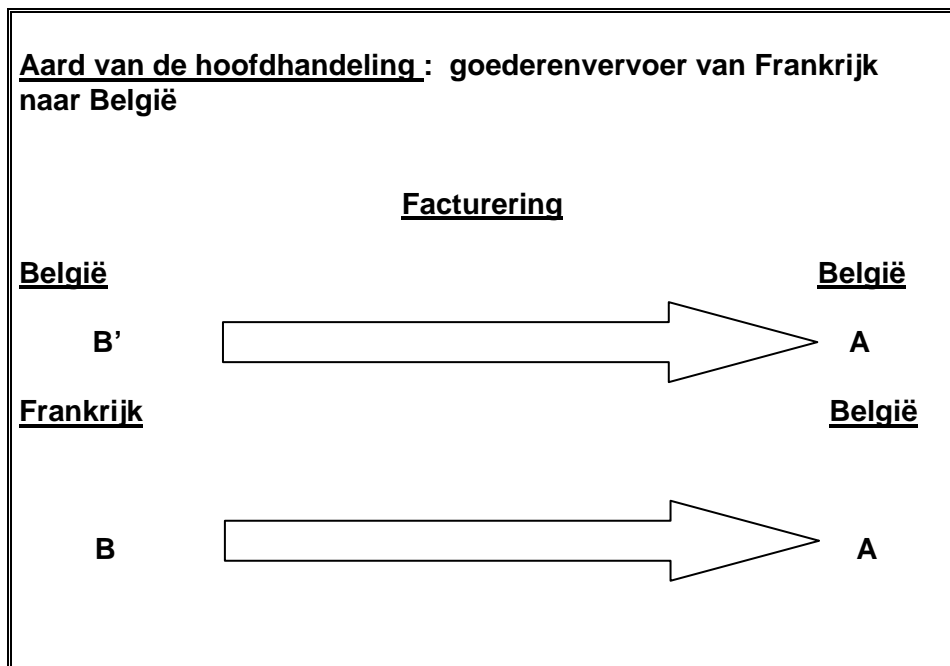 Aard van de hoofdhandeling : goederenvervoer van Frankrijk
naar België
Facturering
België België
B’ A
Frankrijk België
B A